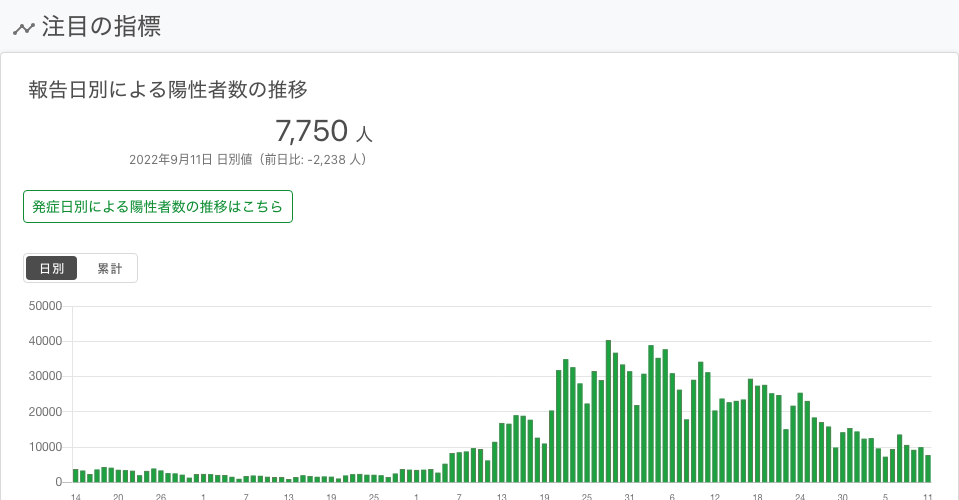 注目の指標
報告日別による陽性者数の推移
7,750 人
2022年9月11日 日別値（前日比: -2,238 人）
発症日別による陽性者数の推移はこちら
日別 累計
50000
40000
30000
20000
10000
0
14 20 26 1 7 13 19 25 1 7 13 19 25 31 6 12 18 24 30 5 11